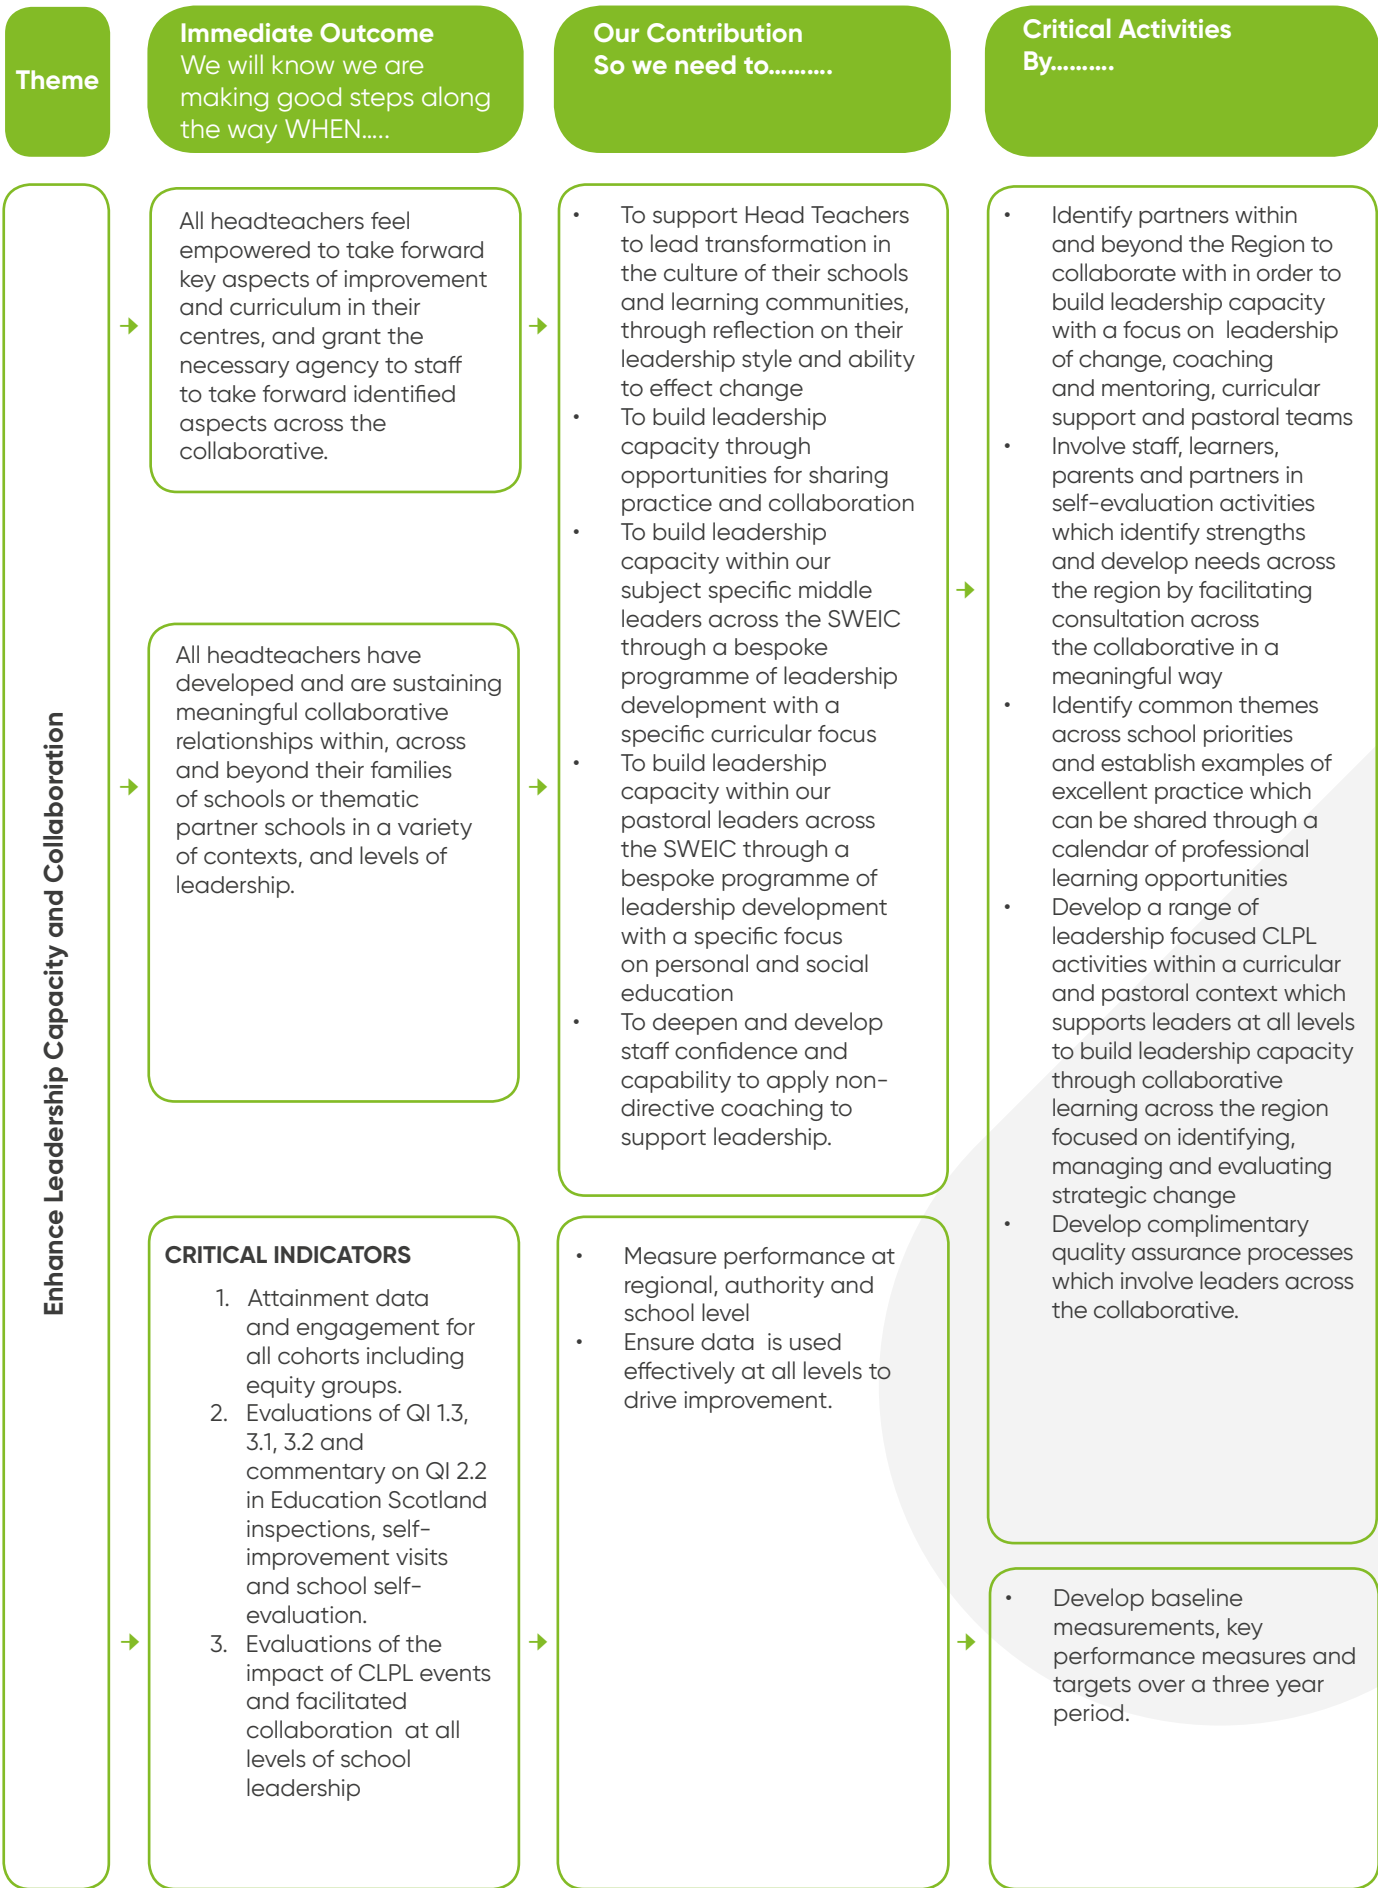 Theme
Immediate Outcome
We will know we are
making good steps along
the way WHEN…..
Our Contribution
So we need to……….
Critical Activities
By……….
Enhance Leadership Capacity and Collaboration
All headteachers feel
empowered to take forward
key aspects of improvement
and curriculum in their
centres, and grant the
necessary agency to staff
to take forward identified
aspects across the
collaborative.
All headteachers have
developed and are sustaining
meaningful collaborative
relationships within, across
and beyond their families
of schools or thematic
partner schools in a variety
of contexts, and levels of
leadership.
• To support Head Teachers
to lead transformation in
the culture of their schools
and learning communities,
through reflection on their
leadership style and ability
to effect change
• To build leadership
capacity through
opportunities for sharing
practice and collaboration
• To build leadership
capacity within our
subject specific middle
leaders across the SWEIC
through a bespoke
programme of leadership
development with a
specific curricular focus
• To build leadership
capacity within our
pastoral leaders across
the SWEIC through a
bespoke programme of
leadership development
with a specific focus
on personal and social
education
• To deepen and develop
staff confidence and
capability to apply non-
directive coaching to
support leadership.
• Identify partners within
and beyond the Region to
collaborate with in order to
build leadership capacity
with a focus on leadership
of change, coaching
and mentoring, curricular
support and pastoral teams
• Involve staff, learners,
parents and partners in
self-evaluation activities
which identify strengths
and develop needs across
the region by facilitating
consultation across
the collaborative in a
meaningful way
• Identify common themes
across school priorities
and establish examples of
excellent practice which
can be shared through a
calendar of professional
learning opportunities
• Develop a range of
leadership focused CLPL
activities within a curricular
and pastoral context which
supports leaders at all levels
to build leadership capacity
through collaborative
learning across the region
focused on identifying,
managing and evaluating
strategic change
• Develop complimentary
quality assurance processes
which involve leaders across
the collaborative.
CRITICAL INDICATORS
1. Attainment data
and engagement for
all cohorts including
equity groups.
2. Evaluations of QI 1.3,
3.1, 3.2 and
commentary on QI 2.2
in Education Scotland
inspections, self-
improvement visits
and school self-
evaluation.
3. Evaluations of the
impact of CLPL events
and facilitated
collaboration at all
levels of school
leadership
• Measure performance at
regional, authority and
school level
• Ensure data is used
effectively at all levels to
drive improvement.
• Develop baseline
measurements, key
performance measures and
targets over a three year
period.